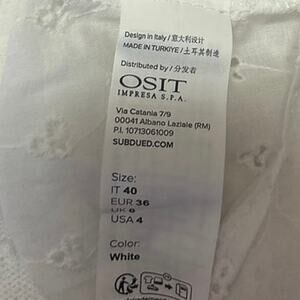 Design in Italy / 意大利设计
MADE IN TURKIYE / 土耳其制造
Distributed by / 分发者
OSIT
IMPRESA S.P.A.
Via Catania 7/9
00041 Albano Laziale (RM)
P.I. 10713061009
SUBDUED.COM
Size:
IT 40
EUR 36
UK 8
USA 4
Color:
White